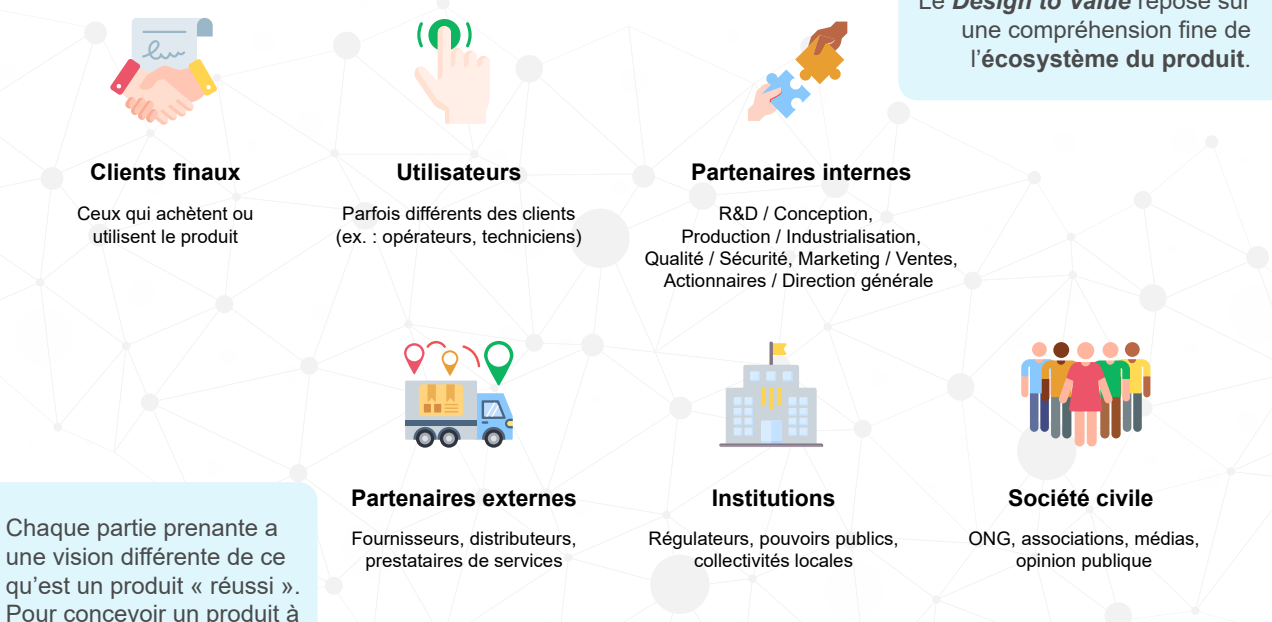 Le Design to Value repose sur
une compréhension fine de
l'écosystème du produit.
Clients finaux
Ceux qui achètent ou
utilisent le produit
Utilisateurs
Parfois différents des clients
(ex. : opérateurs, techniciens)
Partenaires internes
R&D / Conception,
Production / Industrialisation,
Qualité / Sécurité, Marketing / Ventes,
Actionnaires / Direction générale
Partenaires externes
Fournisseurs, distributeurs,
prestataires de services
Institutions
Régulateurs, pouvoirs publics,
collectivités locales
Société civile
ONG, associations, médias,
opinion publique
Chaque partie prenante a
une vision différente de ce
qu'est un produit « réussi ».
Pour concevoir un produit à